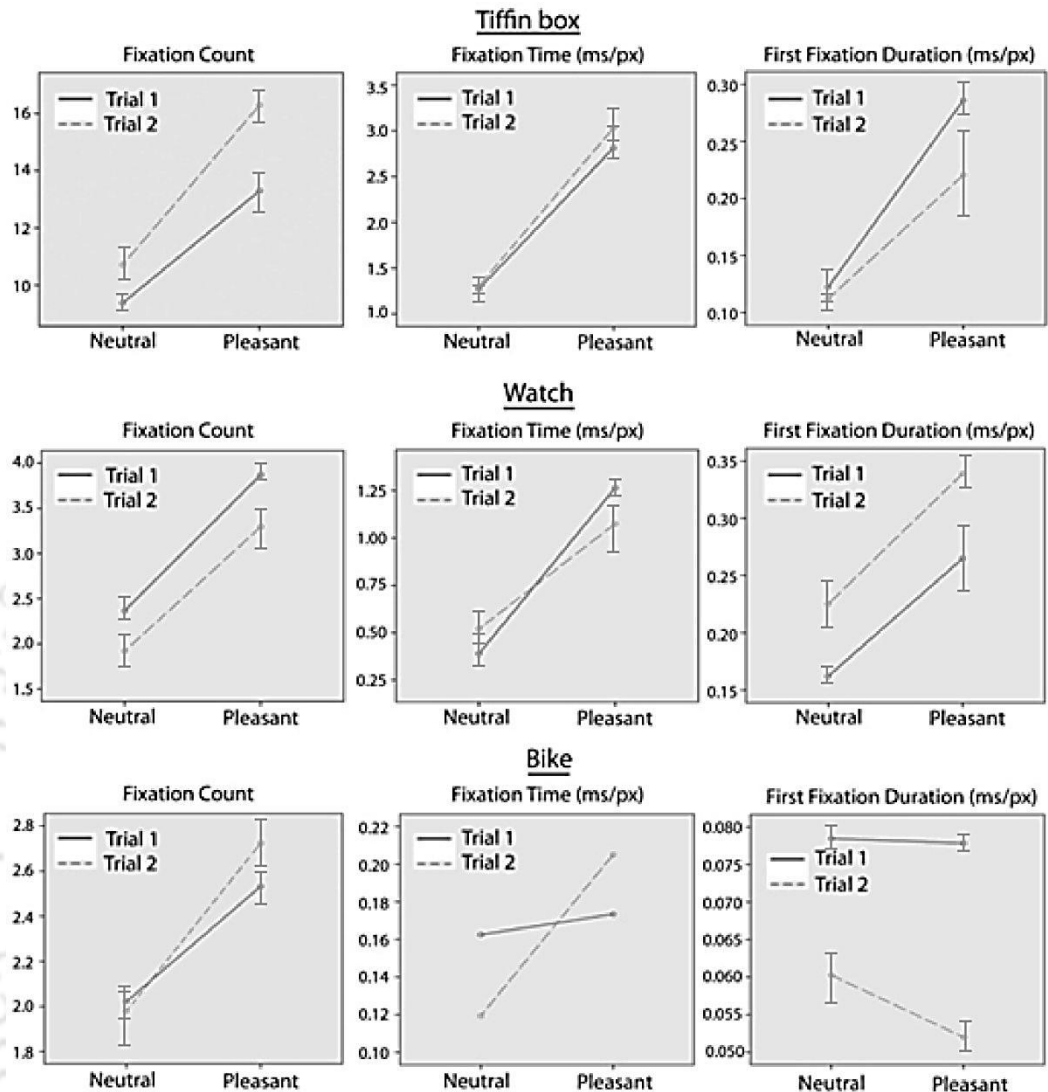 Tiffin box
Fixation Count
Fixation Time (ms/px)
First Fixation Duration (ms/px)
Trial 1
Trial 2
16
14
12
10
Neutral
Pleasant
Trial 1
Trial 2
3.5
3.0
2.5
2.0
1.5
1.0
Neutral
Pleasant
Trial 1
Trial 2
0.30
0.25
0.20
0.15
0.10
Neutral
Pleasant
Watch
Fixation Count
Fixation Time (ms/px)
First Fixation Duration (ms/px)
Trial 1
Trial 2
4.0
3.5
3.0
2.5
2.0
1.5
Neutral
Pleasant
Trial 1
Trial 2
1.25
1.00
0.75
0.50
0.25
Neutral
Pleasant
Trial 1
Trial 2
0.35
0.30
0.25
0.20
0.15
Neutral
Pleasant
Bike
Fixation Count
Fixation Time (ms/px)
First Fixation Duration (ms/px)
Trial 1
Trial 2
2.8
2.6
2.4
2.2
2.0
1.8
Neutral
Pleasant
Trial 1
Trial 2
0.22
0.20
0.18
0.16
0.14
0.12
0.10
Neutral
Pleasant
Trial 1
Trial 2
0.080
0.075
0.070
0.065
0.060
0.055
0.050
Neutral
Pleasant